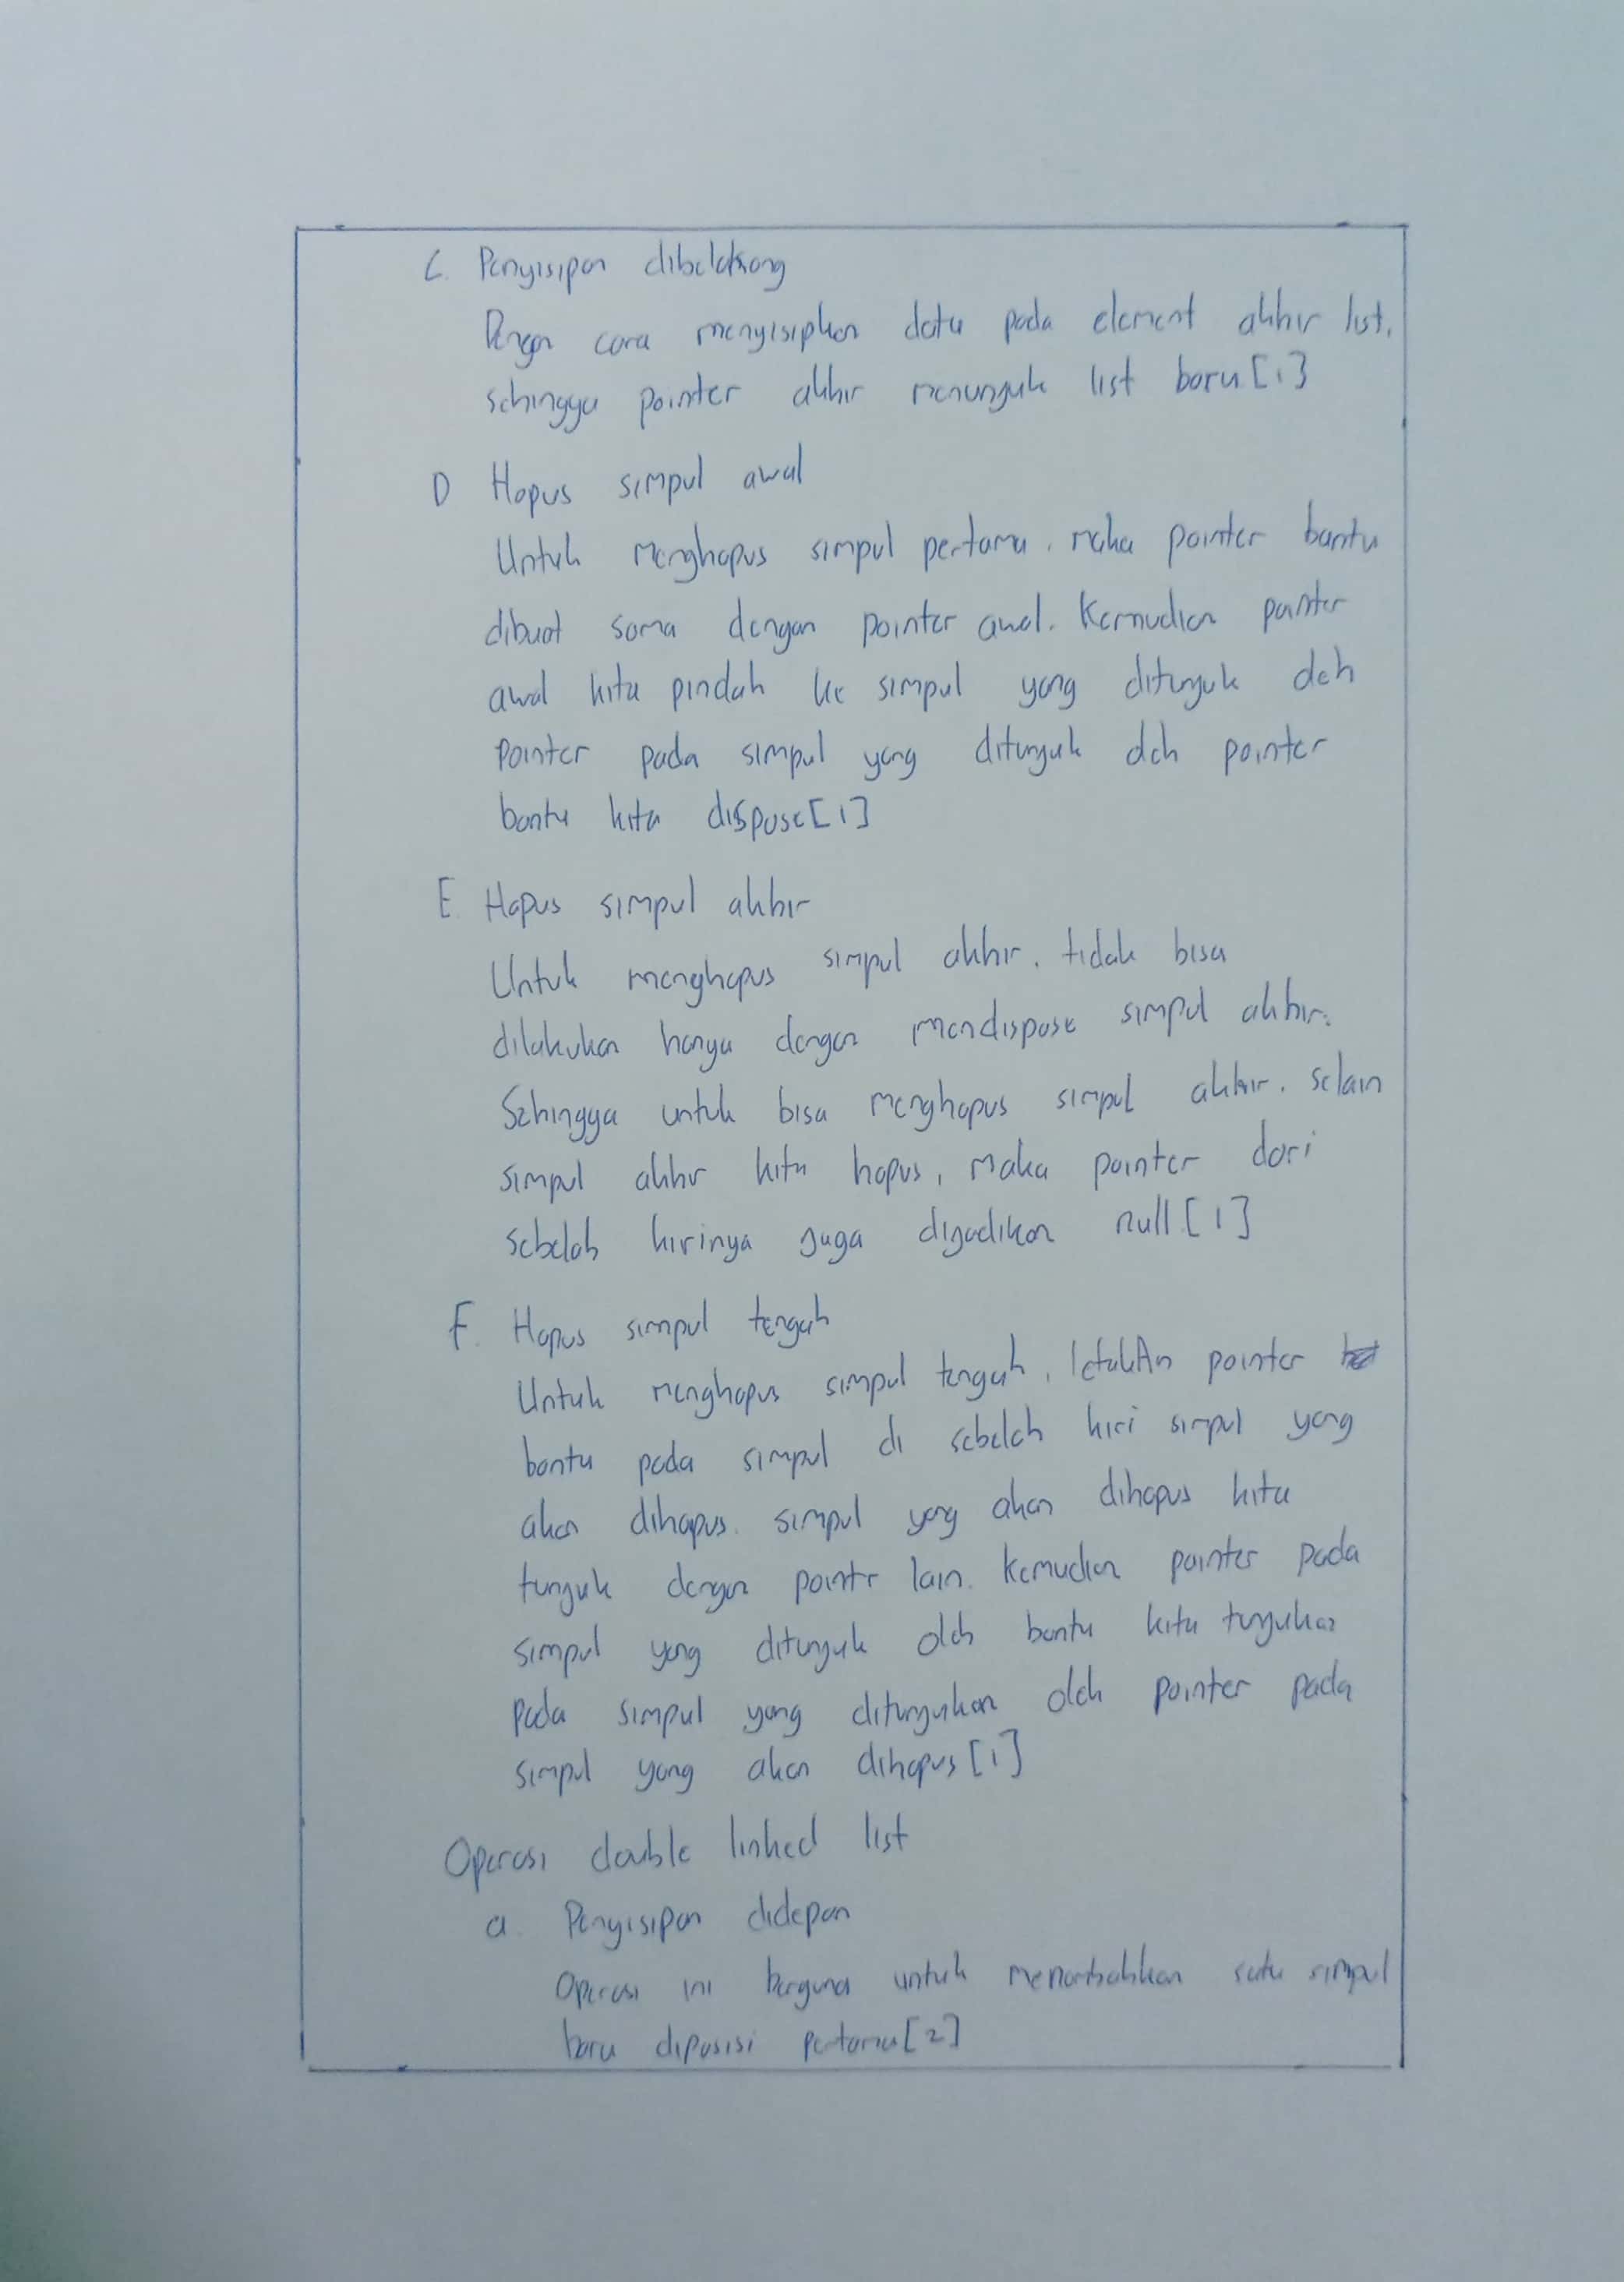 C. Penyisipan dibelakang
Dengan cara menyisipkan data pada element akhir list,
sehingga pointer akhir menunjuk list baru [1]
D Hapus simpul awal
Untuk menghapus simpul pertama, maka pointer bantu
dibuat sama dengan pointer awal. Kemudian pointer
awal kita pindah ke simpul yang ditunjuk oleh
pointer pada simpul yang ditunjuk oleh pointer
bantu kita dispose [1]
E. Hapus simpul akhir
Untuk menghapus simpul akhir, tidak bisa
dilakukan hanya dengan mendispose simpul akhir.
Sehingga untuk bisa menghapus simpul akhir, selain
simpul akhir kita hapus, maka pointer dari
sebelah kirinya juga dijadikan null [1]
F. Hapus simpul tengah
Untuk menghapus simpul tengah, letakAn pointer
bantu pada simpul di sebelah kiri simpul yang
akan dihapus. simpul yang akan dihapus kita
tunjuk dengan pointr lain. Kemudian pointer pada
simpul yang ditunjuk oleh bantu kita tunjukan
pada simpul yang ditunjukan oleh pointer pada
simpul yang akan dihapus [1]
Operasi double linked list
a. Penyisipan didepan
Operasi ini berguna untuk menambahkan satu simpul
baru diposisi pertama [2]